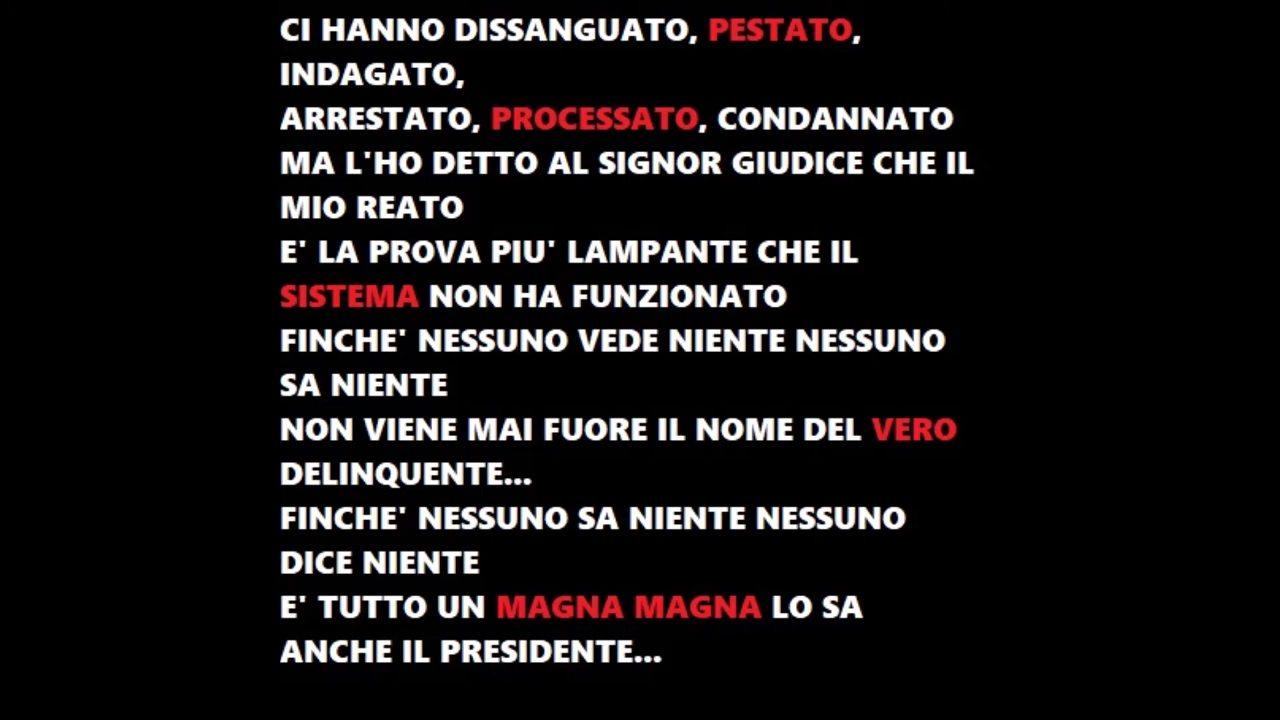 CI HANNO DISSANGUATO, PESTATO,
INDAGATO,
ARRESTATO, PROCESSATO, CONDANNATO
MA L'HO DETTO AL SIGNOR GIUDICE CHE IL
MIO REATO
E' LA PROVA PIU' LAMPANTE CHE IL
SISTEMA NON HA FUNZIONATO
FINCHE' NESSUNO VEDE NIENTE NESSUNO
SA NIENTE
NON VIENE MAI FUORE IL NOME DEL VERO
DELINQUENTE...
FINCHE' NESSUNO SA NIENTE NESSUNO
DICE NIENTE
E' TUTTO UN MAGNA MAGNA LO SA
ANCHE IL PRESIDENTE...